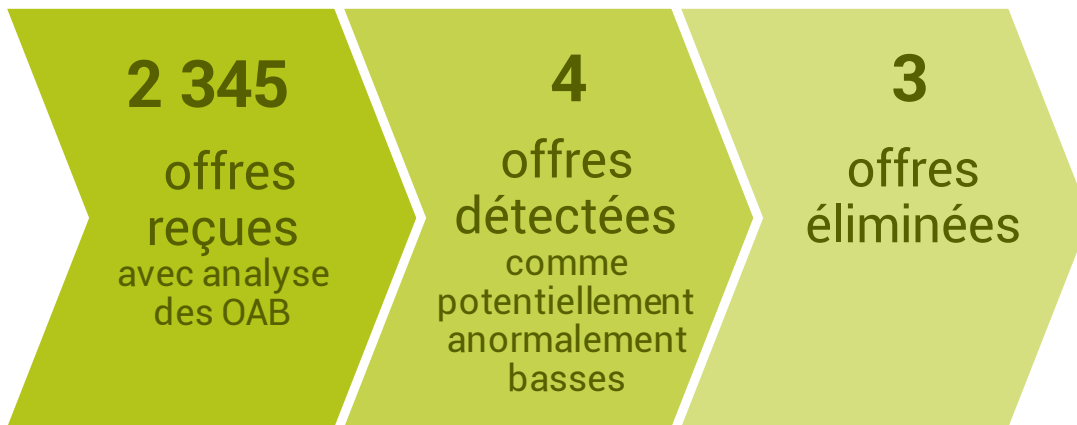 2 345
offres
reçues
avec analyse
des OAB
4
offres
détectées
comme
potentiellement
anormalement
basses
3
offres
éliminées